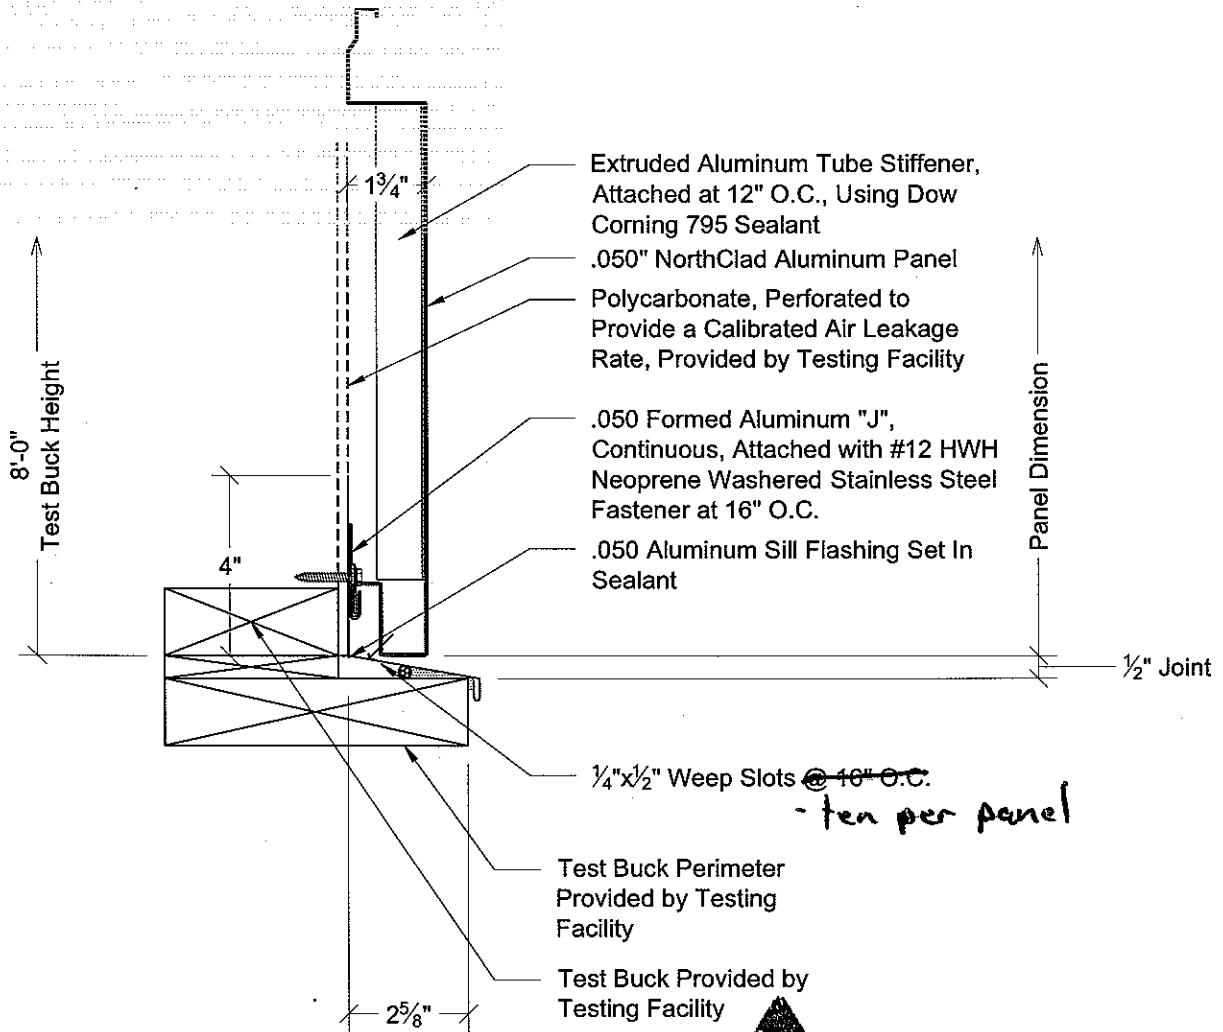 1¾"
Extruded Aluminum Tube Stiffener,
Attached at 12" O.C., Using Dow
Corning 795 Sealant
.050" NorthClad Aluminum Panel
Polycarbonate, Perforated to
Provide a Calibrated Air Leakage
Rate, Provided by Testing Facility
8'-0"
Test Buck Height
Panel Dimension
.050 Formed Aluminum "J",
Continuous, Attached with #12 HWH
Neoprene Washered Stainless Steel
Fastener at 16" O.C.
4"
.050 Aluminum Sill Flashing Set In
Sealant
½" Joint
¼"x½" Weep Slots @ 16" O.C.
- ten per panel
Test Buck Perimeter
Provided by Testing
Facility
Test Buck Provided by
Testing Facility
2⅝"